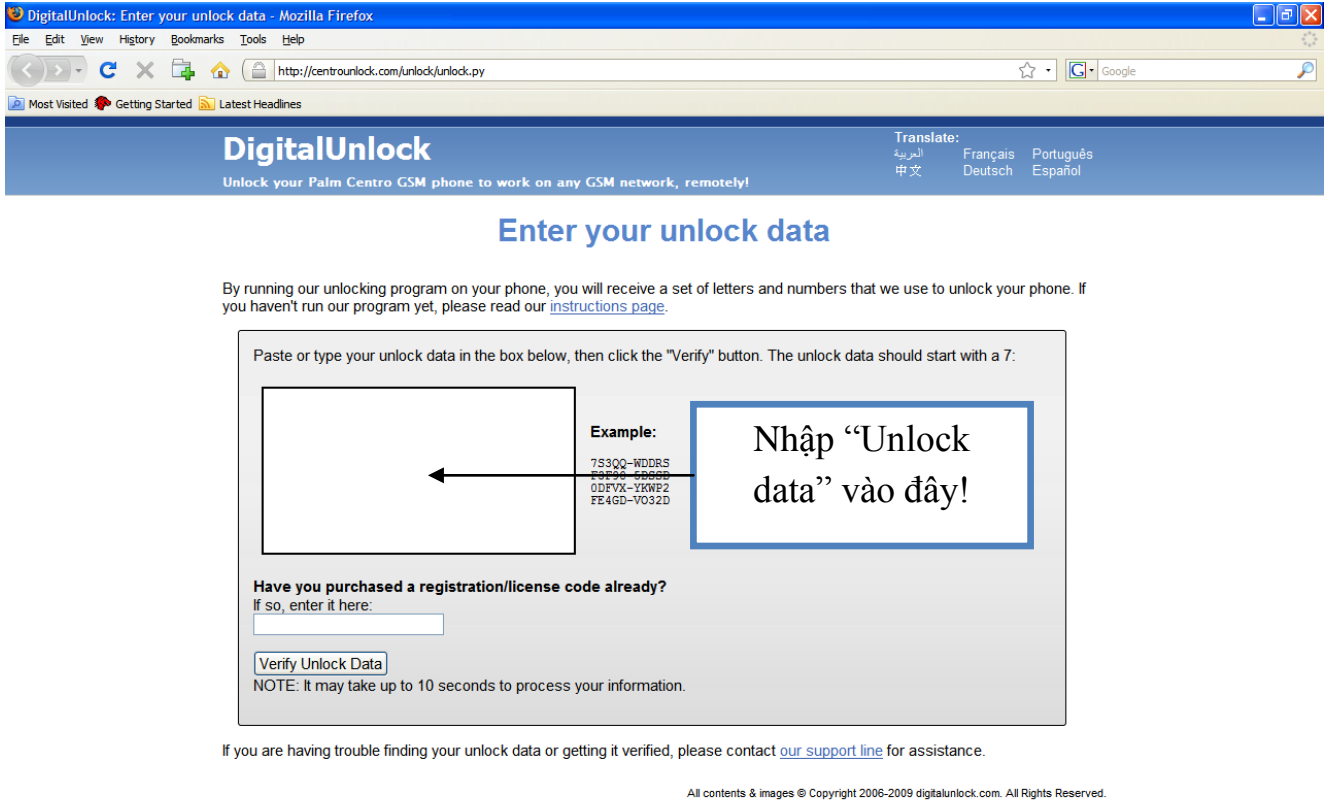 DigitalUnlock: Enter your unlock data - Mozilla Firefox
File Edit View History Bookmarks Tools Help
http://centrounlock.com/unlock/unlock.py
G Google
Most Visited Getting Started Latest Headlines
DigitalUnlock
Unlock your Palm Centro GSM phone to work on any GSM network, remotely!
Translate:
العربية Français Português
中文 Deutsch Español
Enter your unlock data
By running our unlocking program on your phone, you will receive a set of letters and numbers that we use to unlock your phone. If
you haven't run our program yet, please read our instructions page.
Paste or type your unlock data in the box below, then click the "Verify" button. The unlock data should start with a 7:
Example:
7S3QQ-WDDRS
0DFVX-YKWP2
FE4GD-VO32D
Nhập “Unlock
data” vào đây!
Have you purchased a registration/license code already?
If so, enter it here:
Verify Unlock Data
NOTE: It may take up to 10 seconds to process your information.
If you are having trouble finding your unlock data or getting it verified, please contact our support line for assistance.
All contents & images © Copyright 2006-2009 digitalunlock.com. All Rights Reserved.